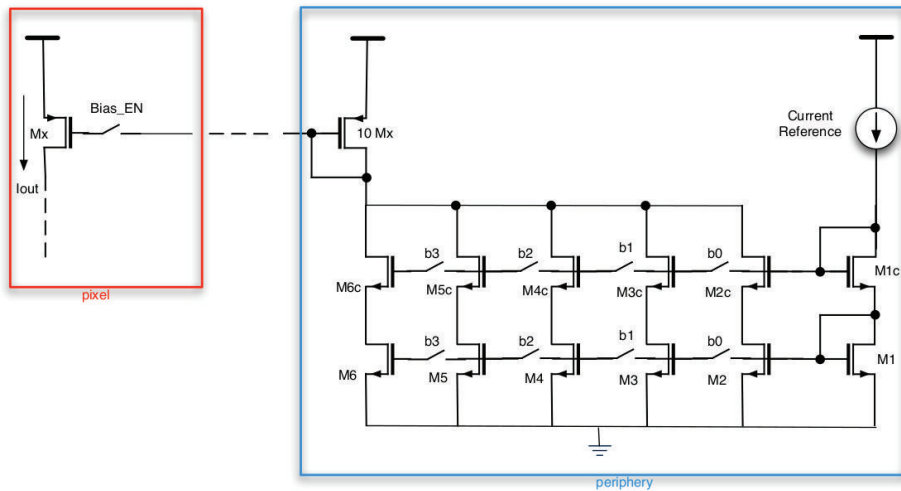 Bias_EN
Mx
Iout
pixel
10 Mx
Current
Reference
b3
b2
b1
b0
M6c
M5c
M4c
M3c
M2c
M1c
b3
b2
b1
b0
M6
M5
M4
M3
M2
M1
periphery